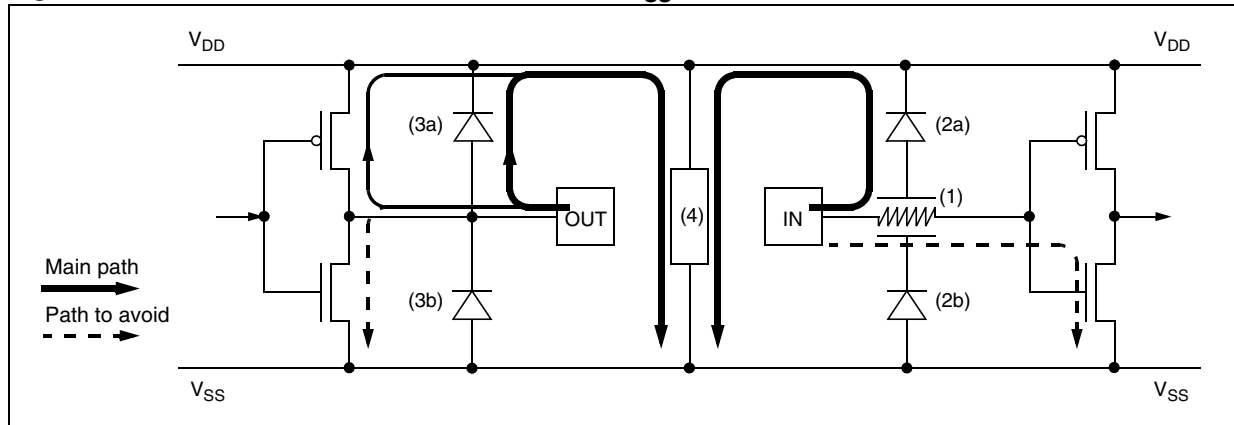 V_DD V_DD
(3a) (2a)
(1)
OUT (4) IN
Main path
(3b) (2b)
Path to avoid
V_SS V_SS